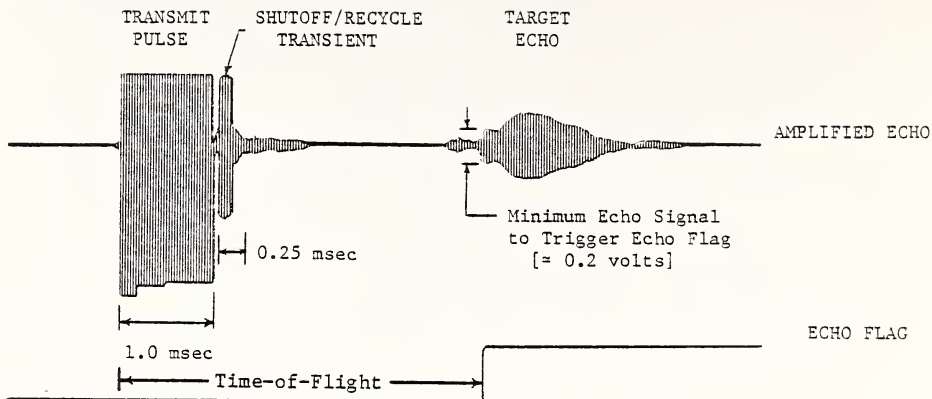 TRANSMIT
PULSE
SHUTOFF/RECYCLE
TRANSIENT
TARGET
ECHO
AMPLIFIED ECHO
Minimum Echo Signal
to Trigger Echo Flag
[≈ 0.2 volts]
0.25 msec
ECHO FLAG
1.0 msec
Time-of-Flight